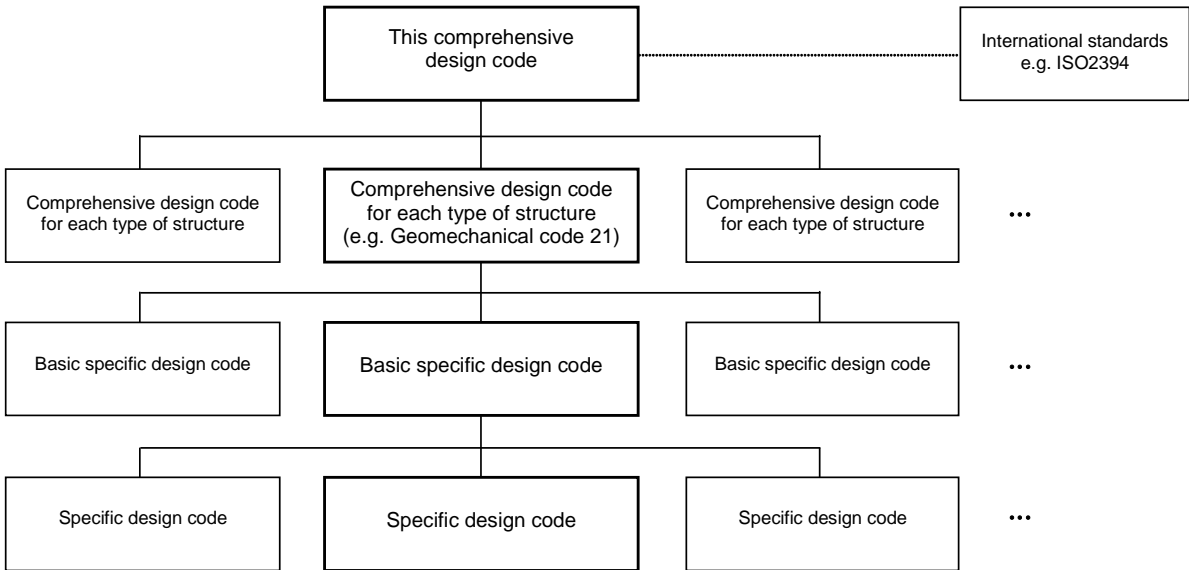 This comprehensive
design code
International standards
e.g. ISO2394
Comprehensive design code
for each type of structure
Comprehensive design code
for each type of structure
(e.g. Geomechanical code 21)
Comprehensive design code
for each type of structure
...
Basic specific design code
Basic specific design code
Basic specific design code
...
Specific design code
Specific design code
Specific design code
...